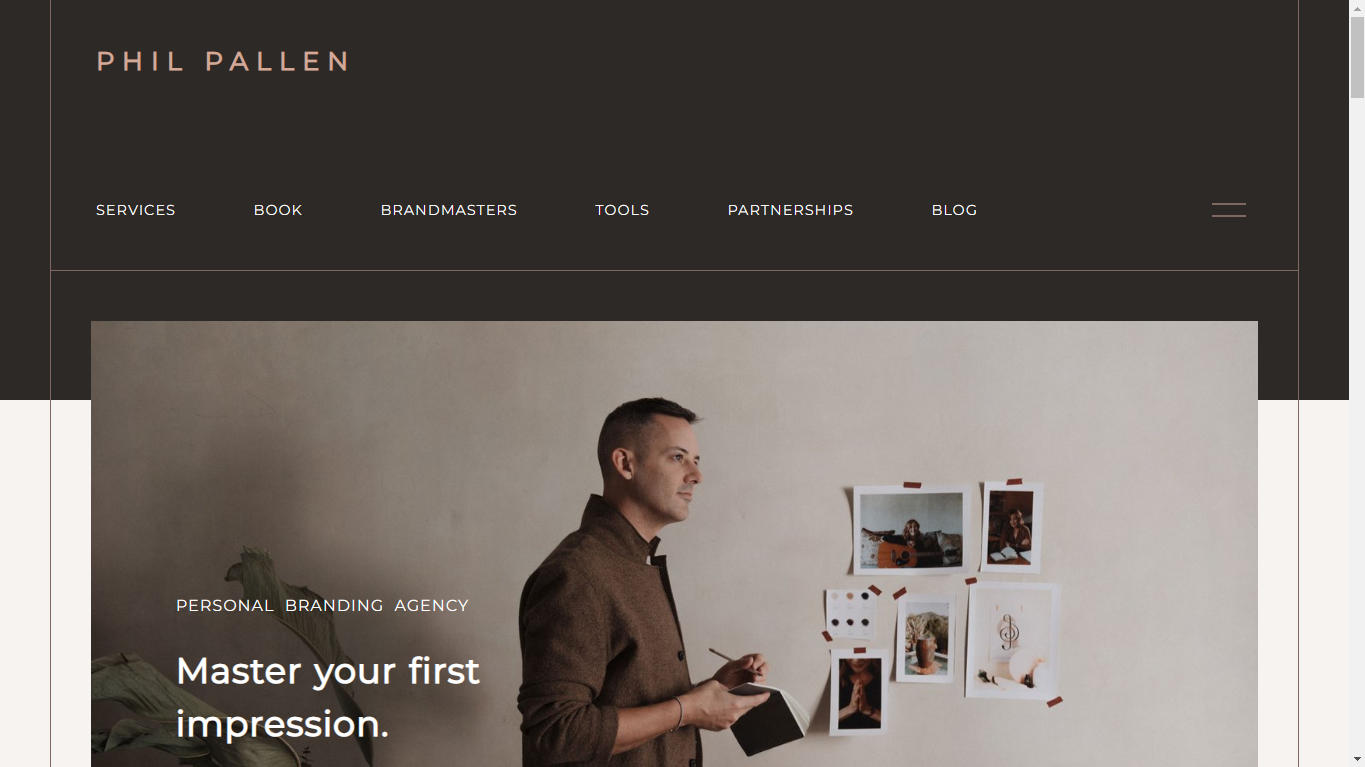 PHIL PALLEN
SERVICES BOOK BRANDMASTERS TOOLS PARTNERSHIPS BLOG
PERSONAL BRANDING AGENCY
Master your first
impression.